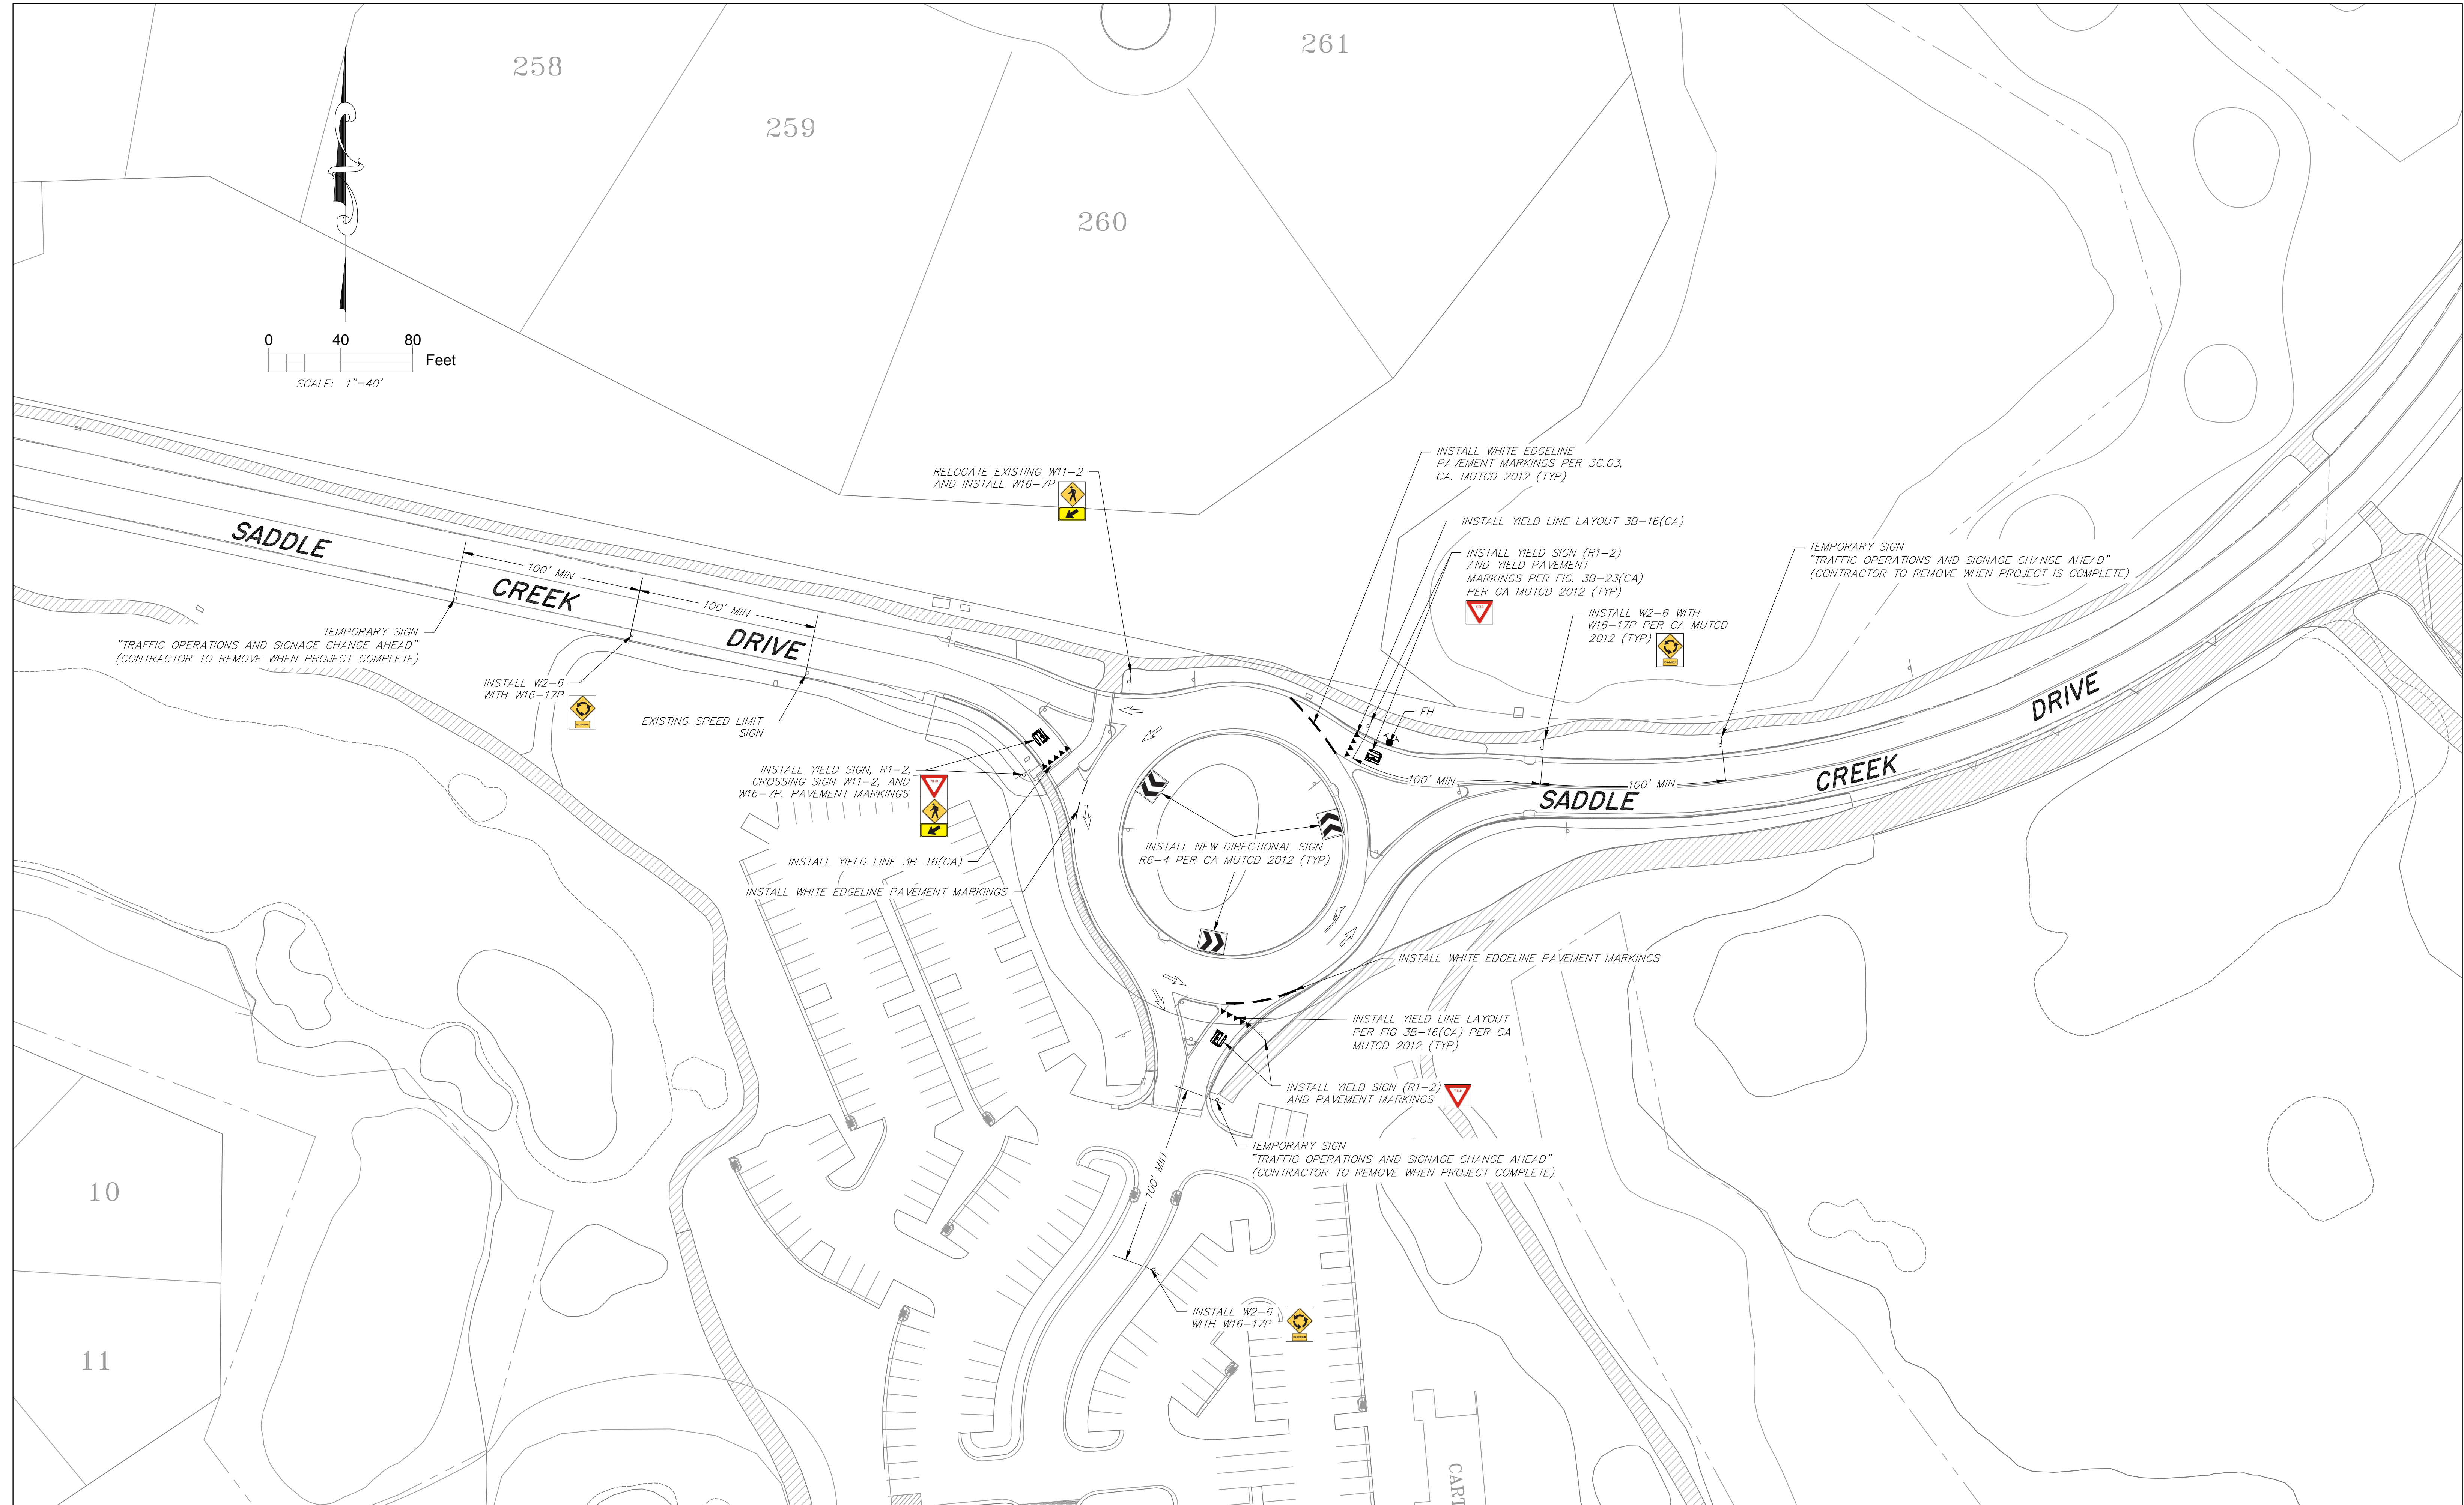 258
261
259
260
0 40 80
Feet
SCALE: 1"=40'
RELOCATE EXISTING W11-2
AND INSTALL W16-7P
INSTALL WHITE EDGELINE
PAVEMENT MARKINGS PER 3C.03,
CA. MUTCD 2012 (TYP)
INSTALL YIELD LINE LAYOUT 3B-16(CA)
INSTALL YIELD SIGN (R1-2)
AND YIELD PAVEMENT
MARKINGS PER FIG. 3B-23(CA)
PER CA MUTCD 2012 (TYP)
TEMPORARY SIGN
"TRAFFIC OPERATIONS AND SIGNAGE CHANGE AHEAD"
(CONTRACTOR TO REMOVE WHEN PROJECT IS COMPLETE)
INSTALL W2-6 WITH
W16-17P PER CA MUTCD
2012 (TYP)
SADDLE
CREEK
DRIVE
100' MIN
100' MIN
TEMPORARY SIGN
"TRAFFIC OPERATIONS AND SIGNAGE CHANGE AHEAD"
(CONTRACTOR TO REMOVE WHEN PROJECT COMPLETE)
INSTALL W2-6
WITH W16-17P
EXISTING SPEED LIMIT
SIGN
FH
100' MIN
100' MIN
SADDLE
CREEK
DRIVE
INSTALL YIELD SIGN, R1-2,
CROSSING SIGN W11-2, AND
W16-7P, PAVEMENT MARKINGS
INSTALL YIELD LINE 3B-16(CA)
INSTALL WHITE EDGELINE PAVEMENT MARKINGS
INSTALL NEW DIRECTIONAL SIGN
R6-4 PER CA MUTCD 2012 (TYP)
INSTALL WHITE EDGELINE PAVEMENT MARKINGS
INSTALL YIELD LINE LAYOUT
PER FIG 3B-16(CA) PER CA
MUTCD 2012 (TYP)
INSTALL YIELD SIGN (R1-2)
AND PAVEMENT MARKINGS
TEMPORARY SIGN
"TRAFFIC OPERATIONS AND SIGNAGE CHANGE AHEAD"
(CONTRACTOR TO REMOVE WHEN PROJECT COMPLETE)
100' MIN
INSTALL W2-6
WITH W16-17P
10
11
CART